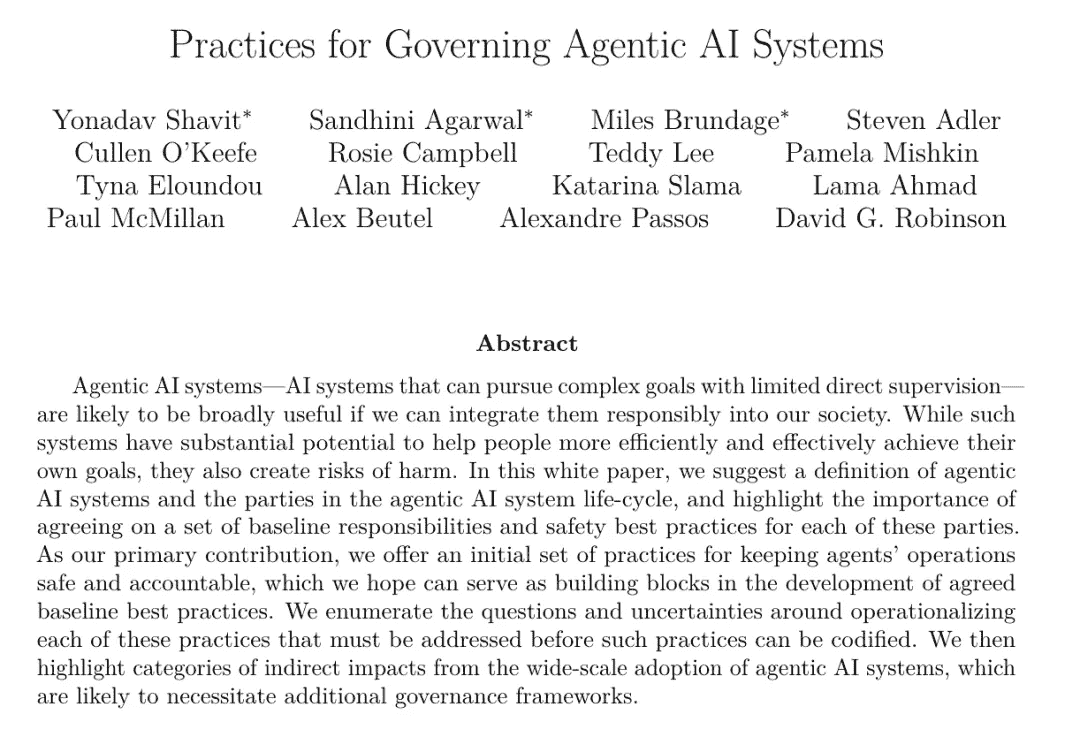 Practices for Governing Agentic AI Systems
Yonadav Shavit* Sandhini Agarwal* Miles Brundage* Steven Adler
Cullen O'Keefe Rosie Campbell Teddy Lee Pamela Mishkin
Tyna Eloundou Alan Hickey Katarina Slama Lama Ahmad
Paul McMillan Alex Beutel Alexandre Passos David G. Robinson
Abstract
Agentic AI systems—AI systems that can pursue complex goals with limited direct supervision—
are likely to be broadly useful if we can integrate them responsibly into our society. While such
systems have substantial potential to help people more efficiently and effectively achieve their
own goals, they also create risks of harm. In this white paper, we suggest a definition of agentic
AI systems and the parties in the agentic AI system life-cycle, and highlight the importance of
agreeing on a set of baseline responsibilities and safety best practices for each of these parties.
As our primary contribution, we offer an initial set of practices for keeping agents' operations
safe and accountable, which we hope can serve as building blocks in the development of agreed
baseline best practices. We enumerate the questions and uncertainties around operationalizing
each of these practices that must be addressed before such practices can be codified. We then
highlight categories of indirect impacts from the wide-scale adoption of agentic AI systems, which
are likely to necessitate additional governance frameworks.